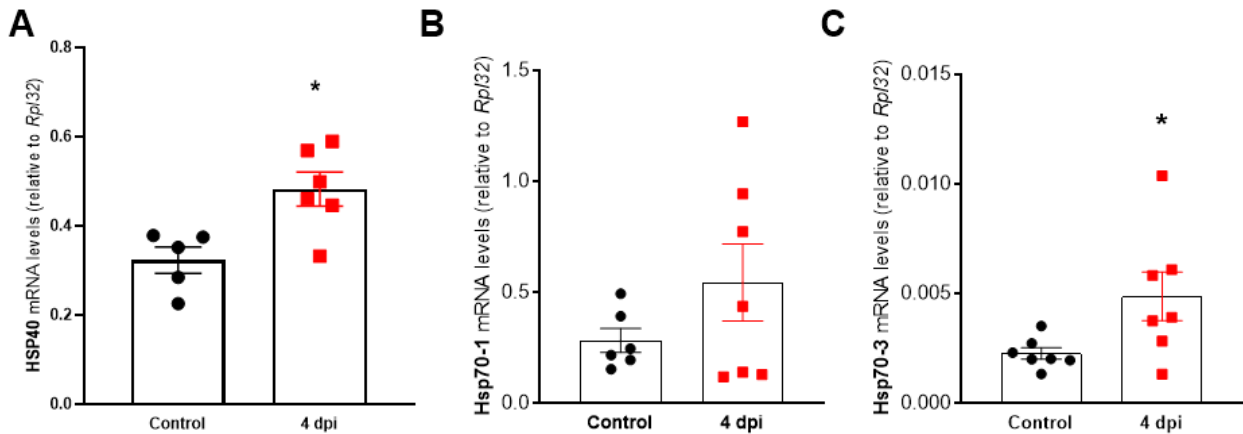 A
HSP40 mRNA levels (relative to Rpl32)
0.8
0.6
0.4
0.2
0.0
Control
4 dpi
*
B
Hsp70-1 mRNA levels (relative to Rpl32)
1.5
1.0
0.5
0.0
Control
4 dpi
C
Hsp70-3 mRNA levels (relative to Rpl32)
0.015
0.010
0.005
0.000
Control
4 dpi
*